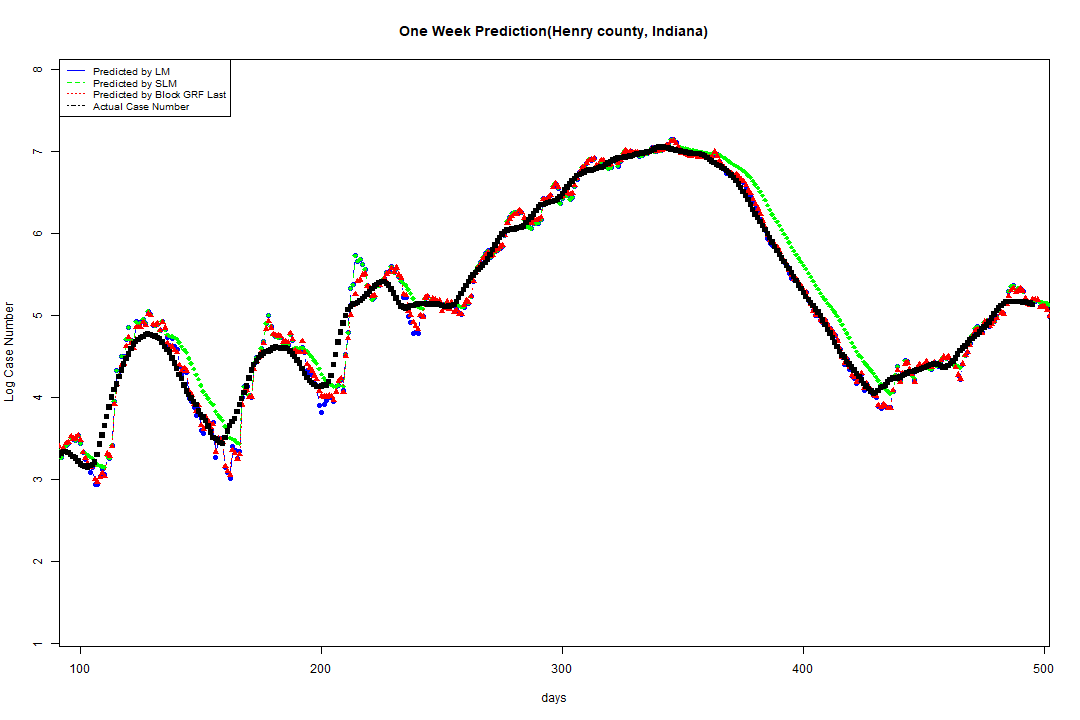 One Week Prediction(Henry county, Indiana)
Predicted by LM
Predicted by SLM
Predicted by Block GRF Last
Actual Case Number
8
7
6
5
4
3
2
1
Log Case Number
100 200 300 400 500
days